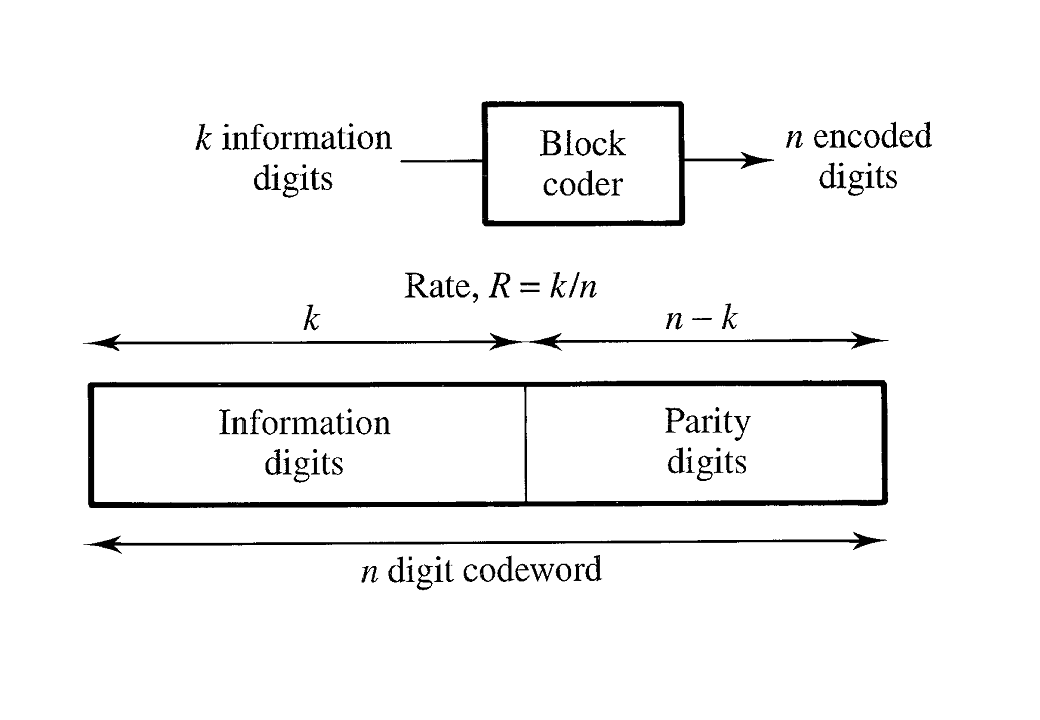 k information
digits
Block
coder
n encoded
digits
Rate, R = k/n
k
n – k
Information
digits
Parity
digits
n digit codeword